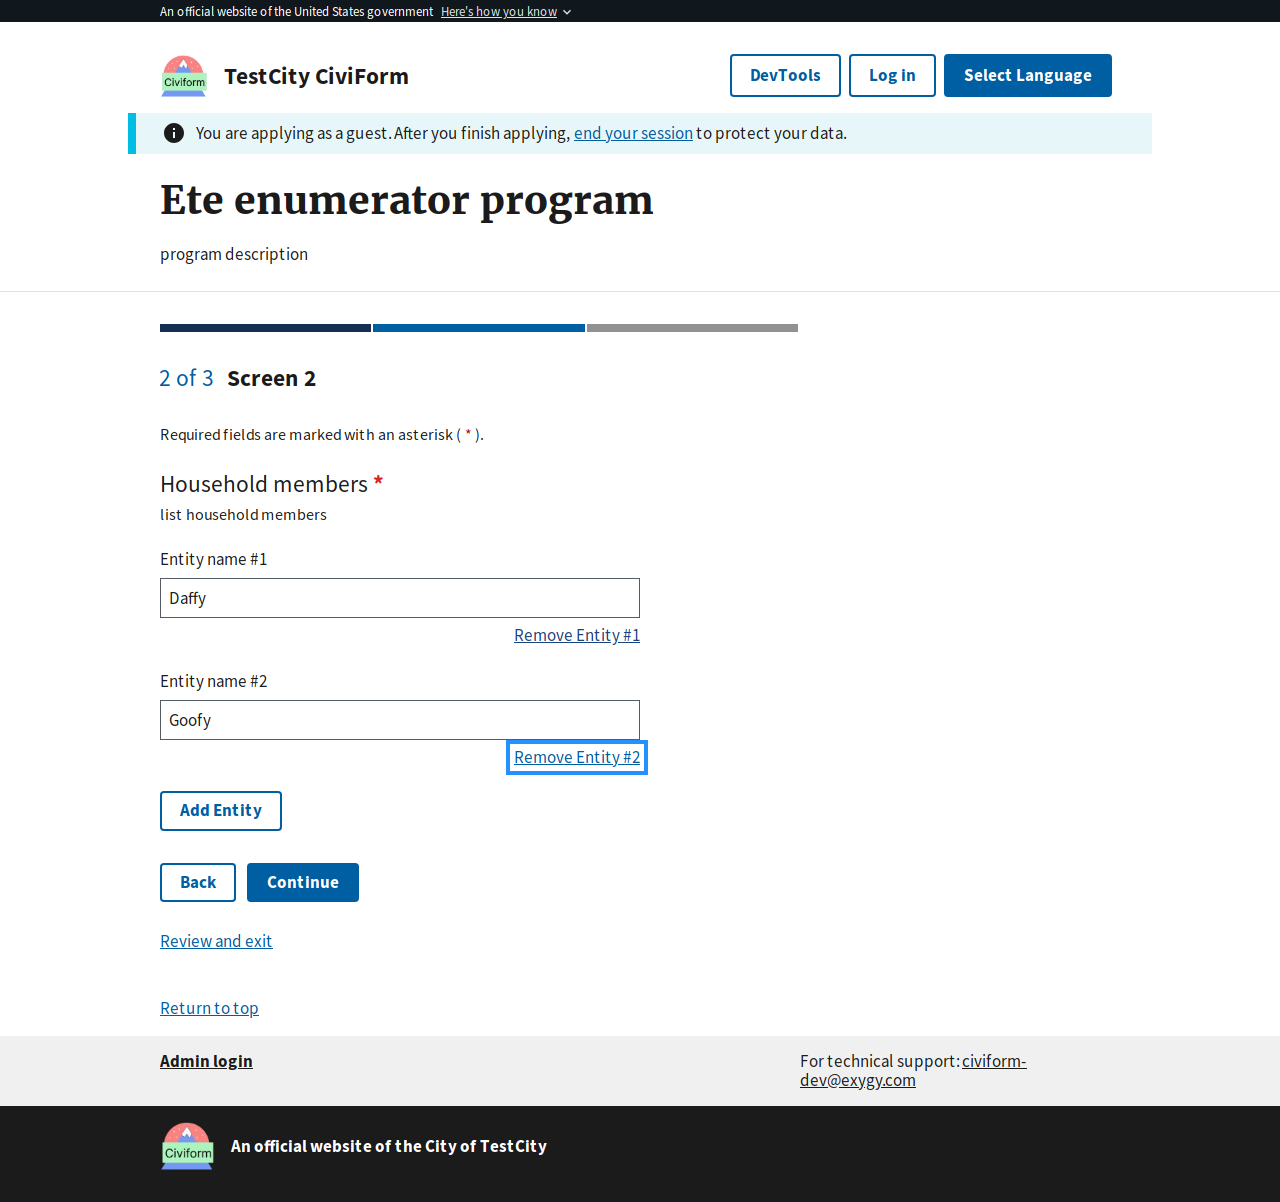 An official website of the United States government Here's how you know
Civiform
TestCity CiviForm
DevTools
Log in
Select Language
You are applying as a guest. After you finish applying, end your session to protect your data.
Ete enumerator program
program description
2 of 3 Screen 2
Required fields are marked with an asterisk ( * ).
Household members *
list household members
Entity name #1
Daffy
Remove Entity #1
Entity name #2
Goofy
Remove Entity #2
Add Entity
Back
Continue
Review and exit
Return to top
Admin login
For technical support: civiform-
dev@exygy.com
Civiform
An official website of the City of TestCity